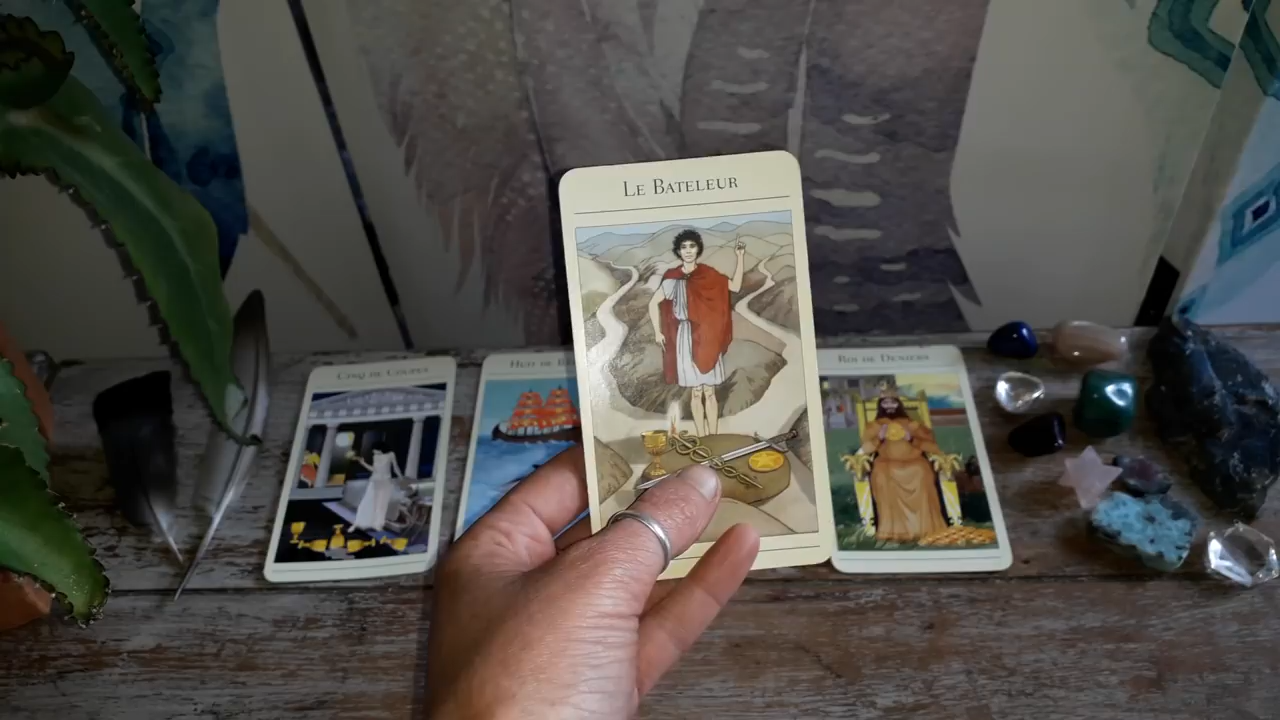 LE BATELEUR
CINQ DE COUPES
HUIT DE
ROI DE DENIERS